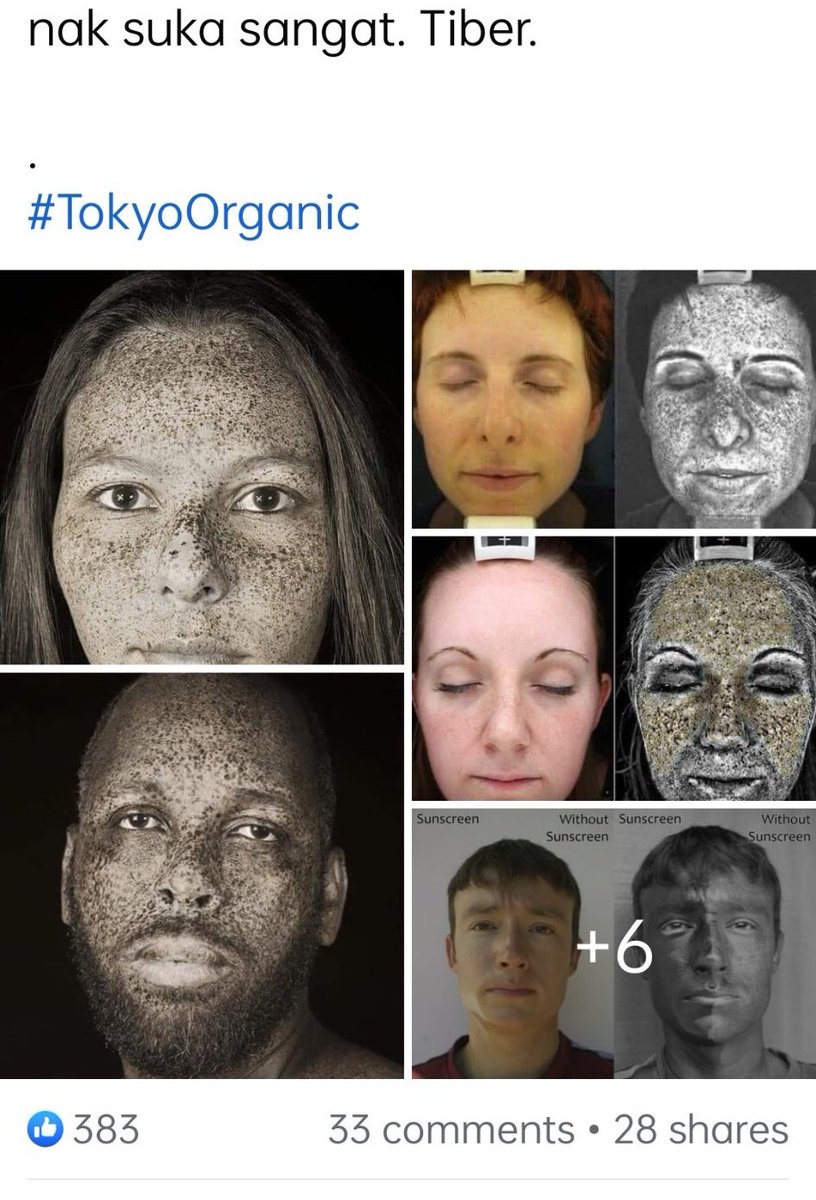 nak suka sangat. Tiber.
.
#TokyoOrganic
Sunscreen
Without
Sunscreen
Sunscreen
Without
Sunscreen
+6
383
33 comments • 28 shares